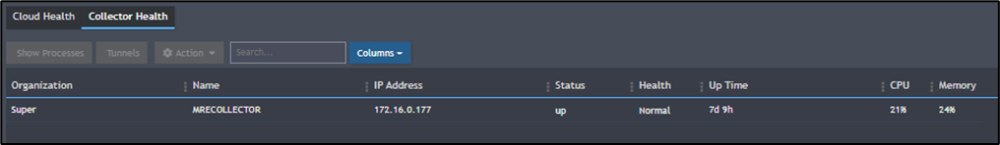 Cloud Health Collector Health
Show Processes Tunnels Action Search... Columns
Organization Name IP Address Status Health Up Time CPU Memory
Super MRECOLLECTOR 172.16.0.177 up Normal 7d 9h 21% 24%